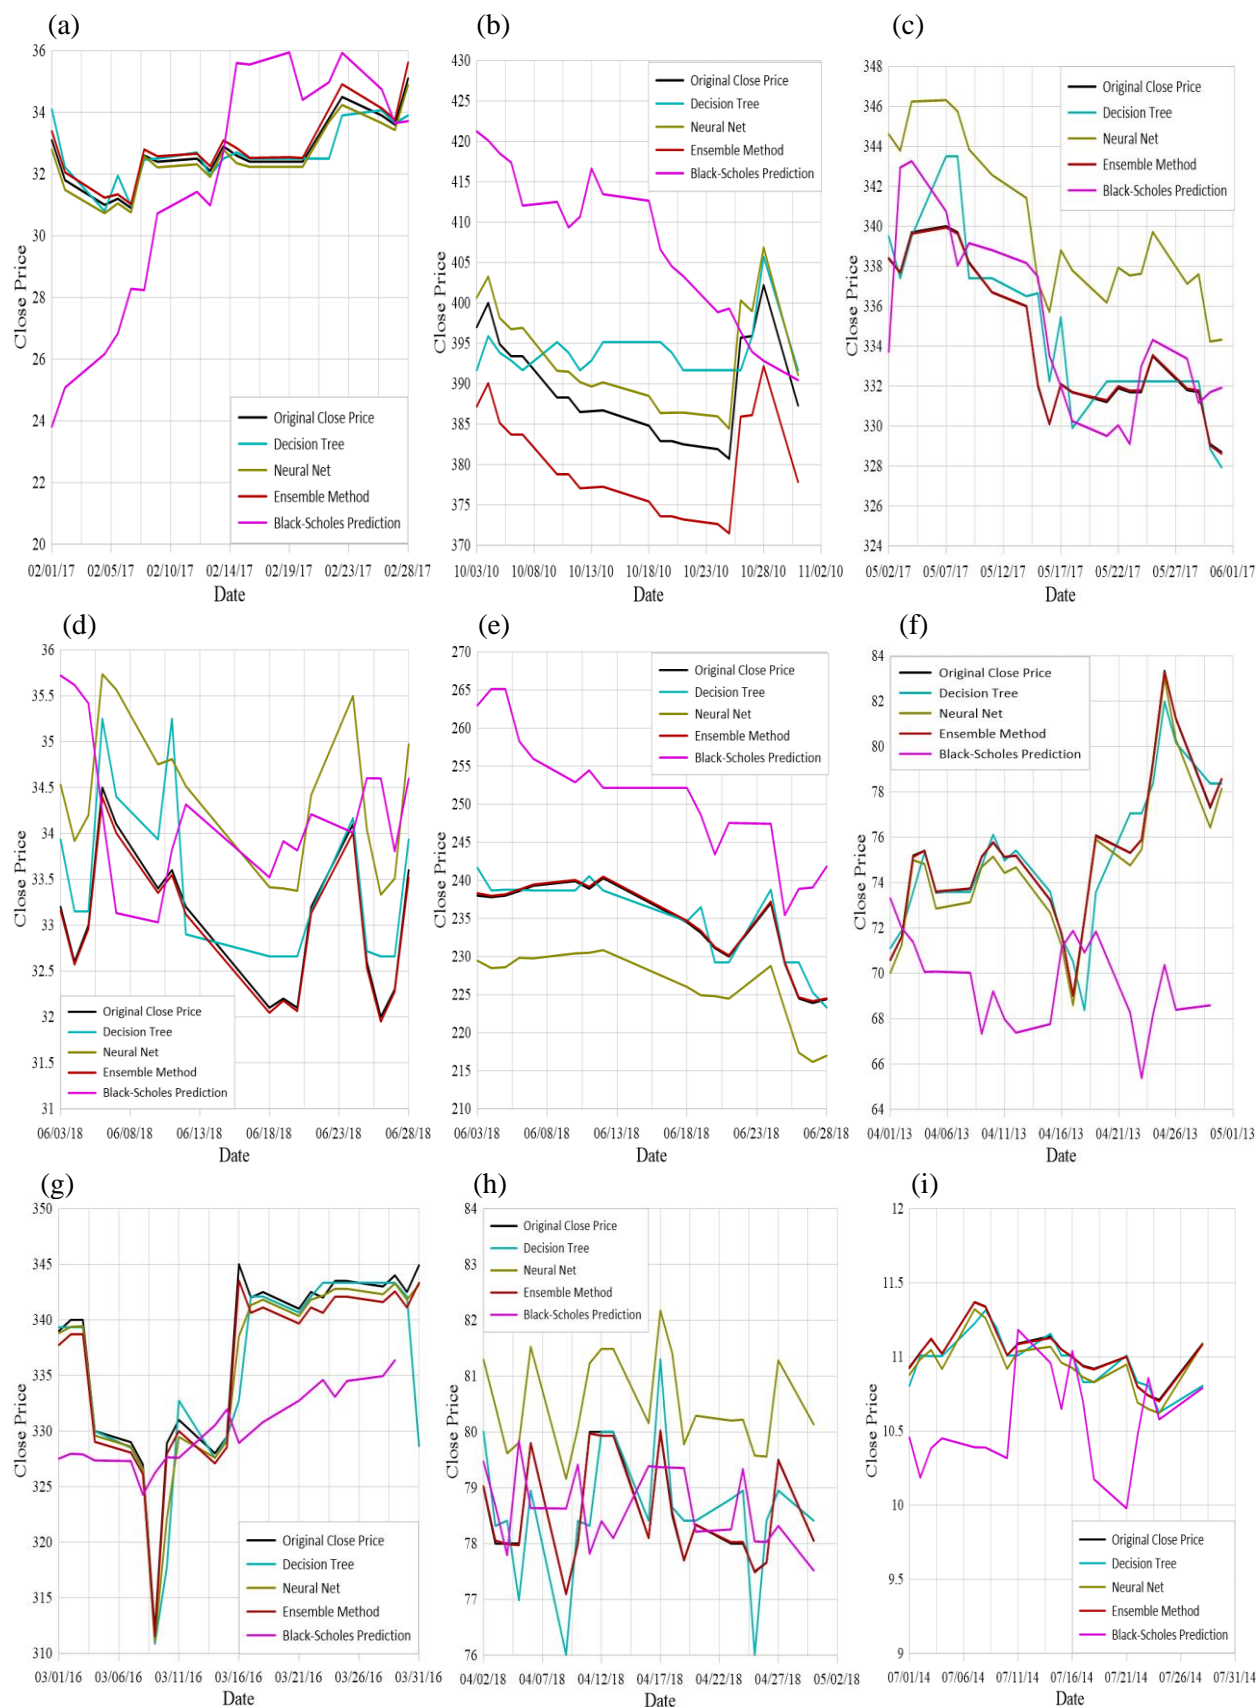 (a)
36
34
32
30
28
26
24
22
20
Close Price
Original Close Price
Decision Tree
Neural Net
Ensemble Method
Black-Scholes Prediction
02/01/17 02/05/17 02/10/17 02/14/17 02/19/17 02/23/17 02/28/17
Date
(b)
430
425
420
415
410
405
400
395
390
385
380
375
370
Close Price
Original Close Price
Decision Tree
Neural Net
Ensemble Method
Black-Scholes Prediction
10/03/10 10/08/10 10/13/10 10/18/10 10/23/10 10/28/10 11/02/10
Date
(c)
348
346
344
342
340
338
336
334
332
330
328
326
324
Close Price
Original Close Price
Decision Tree
Neural Net
Ensemble Method
Black-Scholes Prediction
05/02/17 05/07/17 05/12/17 05/17/17 05/22/17 05/27/17 06/01/17
Date
(d)
36
35.5
35
34.5
34
33.5
33
32.5
32
31.5
31
Close Price
Original Close Price
Decision Tree
Neural Net
Ensemble Method
Black-Scholes Prediction
06/03/18 06/08/18 06/13/18 06/18/18 06/23/18 06/28/18
Date
(e)
270
265
260
255
250
245
240
235
230
225
220
215
210
Close Price
Original Close Price
Decision Tree
Neural Net
Ensemble Method
Black-Scholes Prediction
06/03/18 06/08/18 06/13/18 06/18/18 06/23/18 06/28/18
Date
(f)
84
82
80
78
76
74
72
70
68
66
64
Close Price
Original Close Price
Decision Tree
Neural Net
Ensemble Method
Black-Scholes Prediction
04/01/13 04/06/13 04/11/13 04/16/13 04/21/13 04/26/13 05/01/13
Date
(g)
350
345
340
335
330
325
320
315
310
Close Price
Original Close Price
Decision Tree
Neural Net
Ensemble Method
Black-Scholes Prediction
03/01/16 03/06/16 03/11/16 03/16/16 03/21/16 03/26/16 03/31/16
Date
(h)
84
83
82
81
80
79
78
77
76
Close Price
Original Close Price
Decision Tree
Neural Net
Ensemble Method
Black-Scholes Prediction
04/02/18 04/07/18 04/12/18 04/17/18 04/22/18 04/27/18 05/02/18
Date
(i)
12
11.5
11
10.5
10
9.5
9
Close Price
Original Close Price
Decision Tree
Neural Net
Ensemble Method
Black-Scholes Prediction
07/01/14 07/06/14 07/11/14 07/16/14 07/21/14 07/26/14 07/31/14
Date